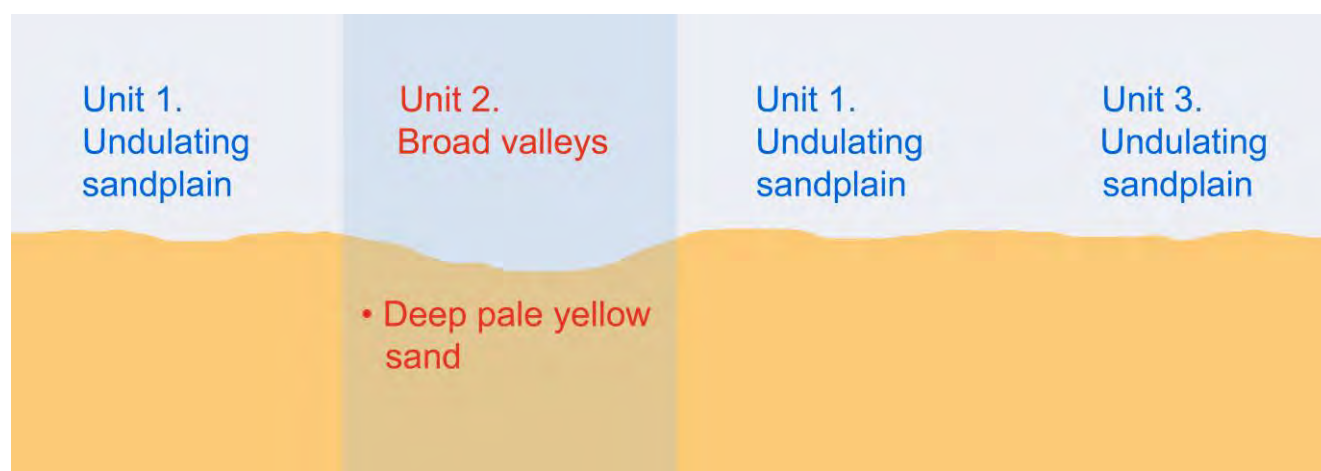 Unit 1.
Undulating
sandplain
Unit 2.
Broad valleys
• Deep pale yellow
sand
Unit 1.
Undulating
sandplain
Unit 3.
Undulating
sandplain